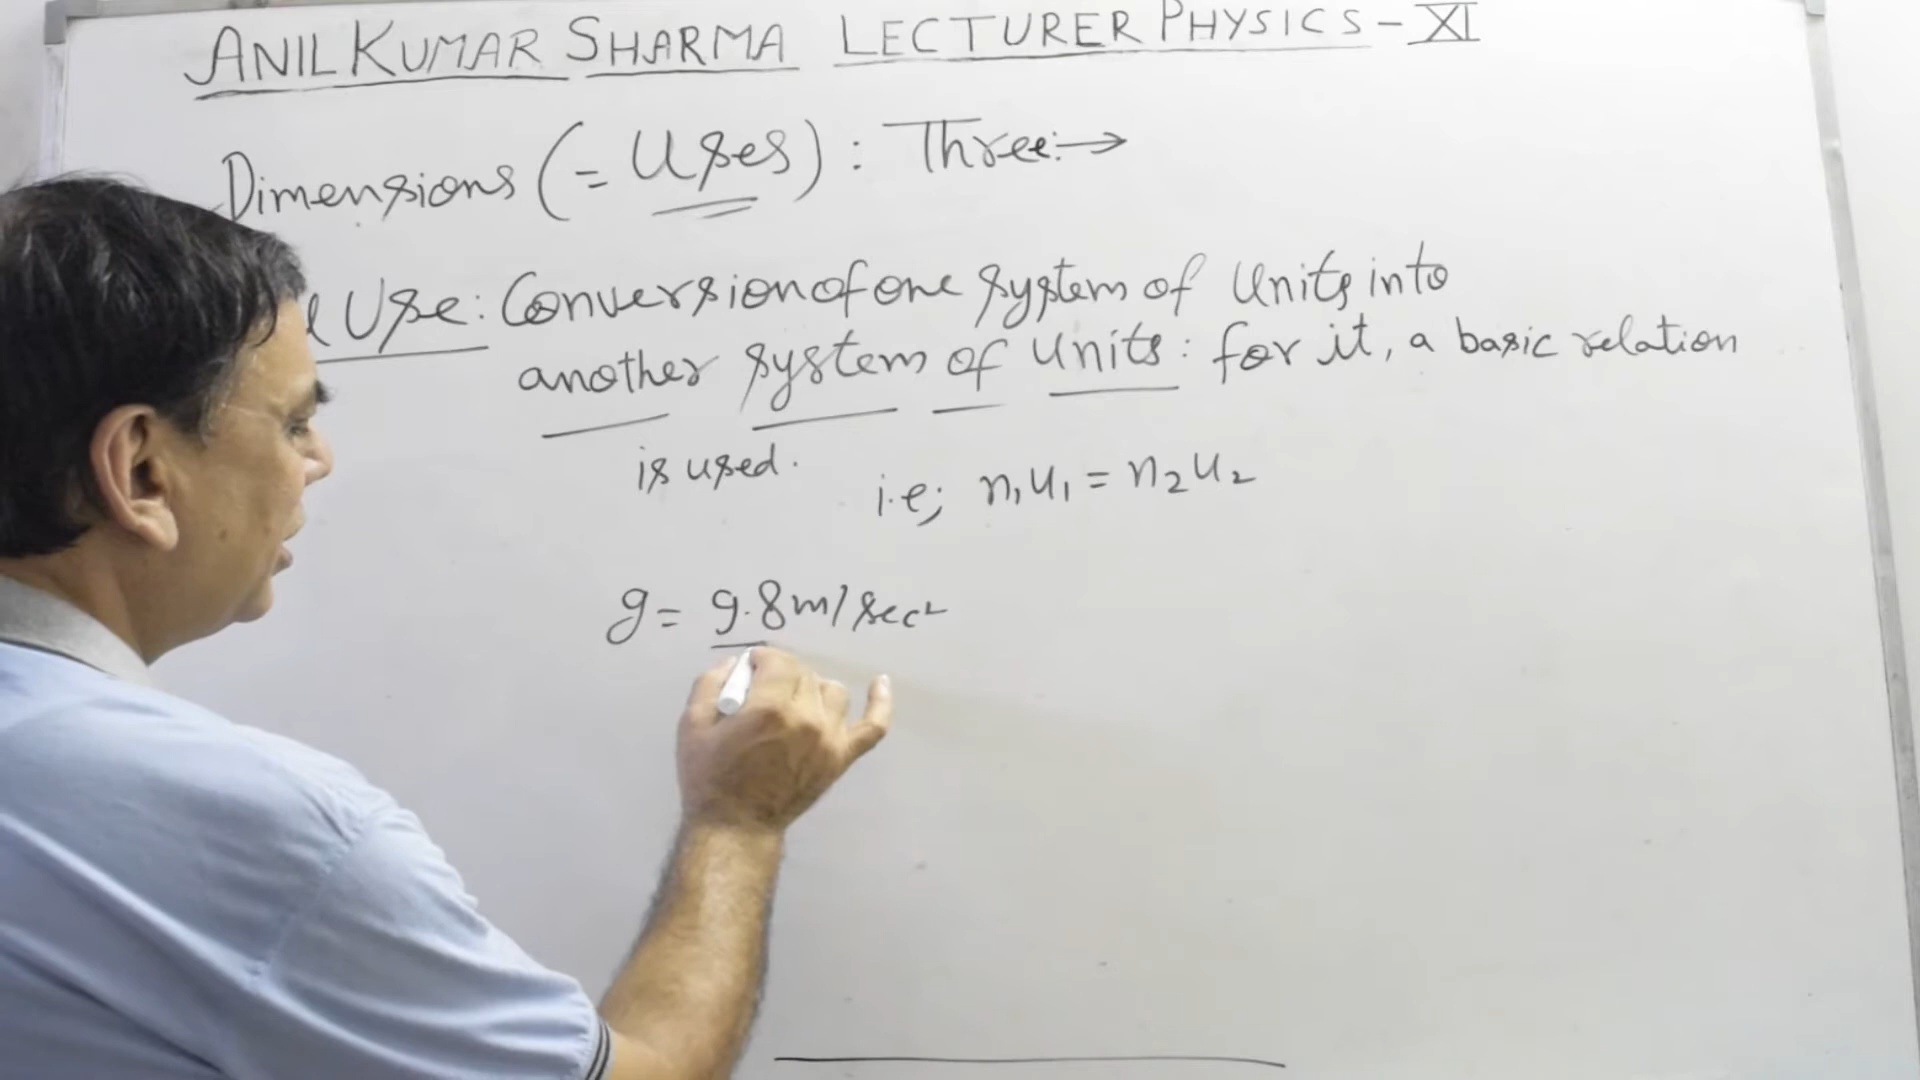 ANIL KUMAR SHARMA LECTURER PHYSICS - XI
Dimensions (= Uses) : Three:→
Use: Conversion of one system of Units into
another system of Units: for it, a basic relation
is used. i.e; n₁u₁ = n₂u₂
g = 9.8m/sec²